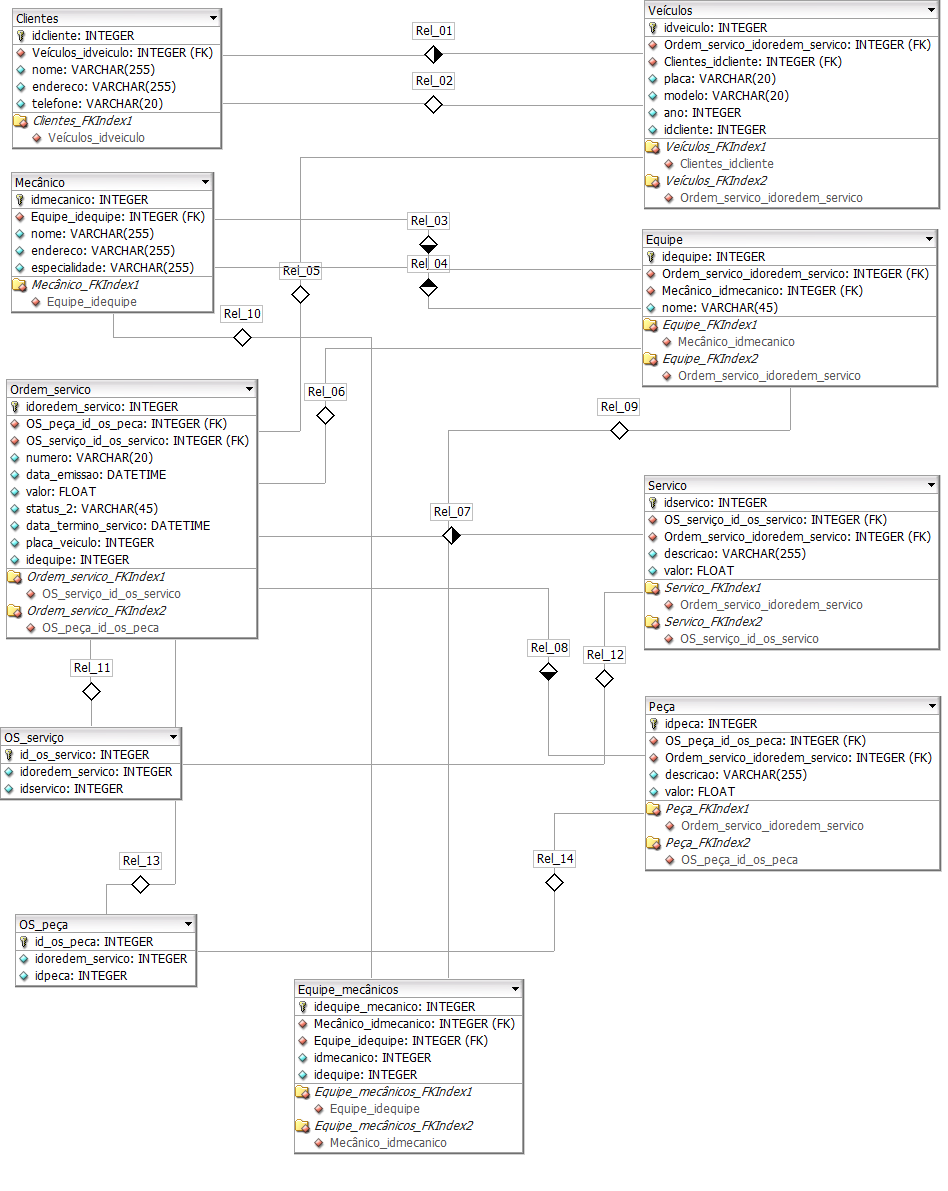 Clientes
idcliente: INTEGER
Veículos_idveiculo: INTEGER (FK)
nome: VARCHAR(255)
endereco: VARCHAR(255)
telefone: VARCHAR(20)
Clientes_FKIndex1
Veículos_idveiculo
Rel_01
Rel_02
Veículos
idveiculo: INTEGER
Ordem_servico_idoredem_servico: INTEGER (FK)
Clientes_idcliente: INTEGER (FK)
placa: VARCHAR(20)
modelo: VARCHAR(20)
ano: INTEGER
idcliente: INTEGER
Veículos_FKIndex1
Clientes_idcliente
Veículos_FKIndex2
Ordem_servico_idoredem_servico
Mecânico
idmecanico: INTEGER
Equipe_idequipe: INTEGER (FK)
nome: VARCHAR(255)
endereco: VARCHAR(255)
especialidade: VARCHAR(255)
Mecânico_FKIndex1
Equipe_idequipe
Rel_03
Rel_04
Rel_05
Rel_10
Equipe
idequipe: INTEGER
Ordem_servico_idoredem_servico: INTEGER (FK)
Mecânico_idmecanico: INTEGER (FK)
nome: VARCHAR(45)
Equipe_FKIndex1
Mecânico_idmecanico
Equipe_FKIndex2
Ordem_servico_idoredem_servico
Rel_06
Rel_09
Ordem_servico
idoredem_servico: INTEGER
OS_peça_id_os_peca: INTEGER (FK)
OS_serviço_id_os_servico: INTEGER (FK)
numero: VARCHAR(20)
data_emissao: DATETIME
valor: FLOAT
status_2: VARCHAR(45)
data_termino_servico: DATETIME
placa_veiculo: INTEGER
idequipe: INTEGER
Ordem_servico_FKIndex1
OS_serviço_id_os_servico
Ordem_servico_FKIndex2
OS_peça_id_os_peca
Rel_07
Servico
idservico: INTEGER
OS_serviço_id_os_servico: INTEGER (FK)
Ordem_servico_idoredem_servico: INTEGER (FK)
descricao: VARCHAR(255)
valor: FLOAT
Servico_FKIndex1
Ordem_servico_idoredem_servico
Servico_FKIndex2
OS_serviço_id_os_servico
Rel_08
Rel_12
Rel_11
OS_serviço
id_os_servico: INTEGER
idoredem_servico: INTEGER
idservico: INTEGER
Peça
idpeca: INTEGER
OS_peça_id_os_peca: INTEGER (FK)
Ordem_servico_idoredem_servico: INTEGER (FK)
descricao: VARCHAR(255)
valor: FLOAT
Peça_FKIndex1
Ordem_servico_idoredem_servico
Peça_FKIndex2
OS_peça_id_os_peca
Rel_13
Rel_14
OS_peça
id_os_peca: INTEGER
idoredem_servico: INTEGER
idpeca: INTEGER
Equipe_mecânicos
idequipe_mecanico: INTEGER
Mecânico_idmecanico: INTEGER (FK)
Equipe_idequipe: INTEGER (FK)
idmecanico: INTEGER
idequipe: INTEGER
Equipe_mecânicos_FKIndex1
Equipe_idequipe
Equipe_mecânicos_FKIndex2
Mecânico_idmecanico